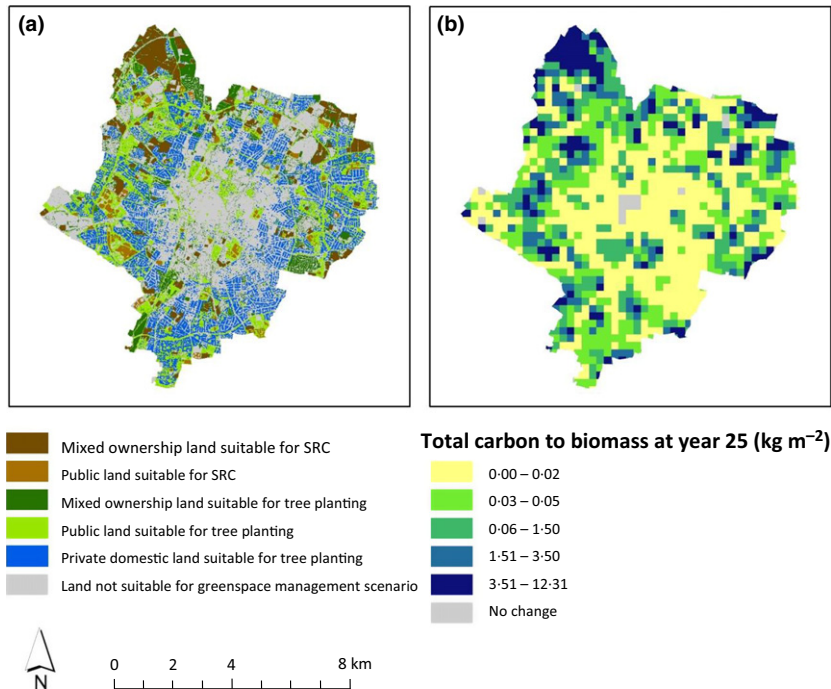 (a)
(b)
Mixed ownership land suitable for SRC
Public land suitable for SRC
Mixed ownership land suitable for tree planting
Public land suitable for tree planting
Private domestic land suitable for tree planting
Land not suitable for greenspace management scenario
Total carbon to biomass at year 25 (kg m⁻²)
0·00 – 0·02
0·03 – 0·05
0·06 – 1·50
1·51 – 3·50
3·51 – 12·31
No change
N
0 2 4 8 km